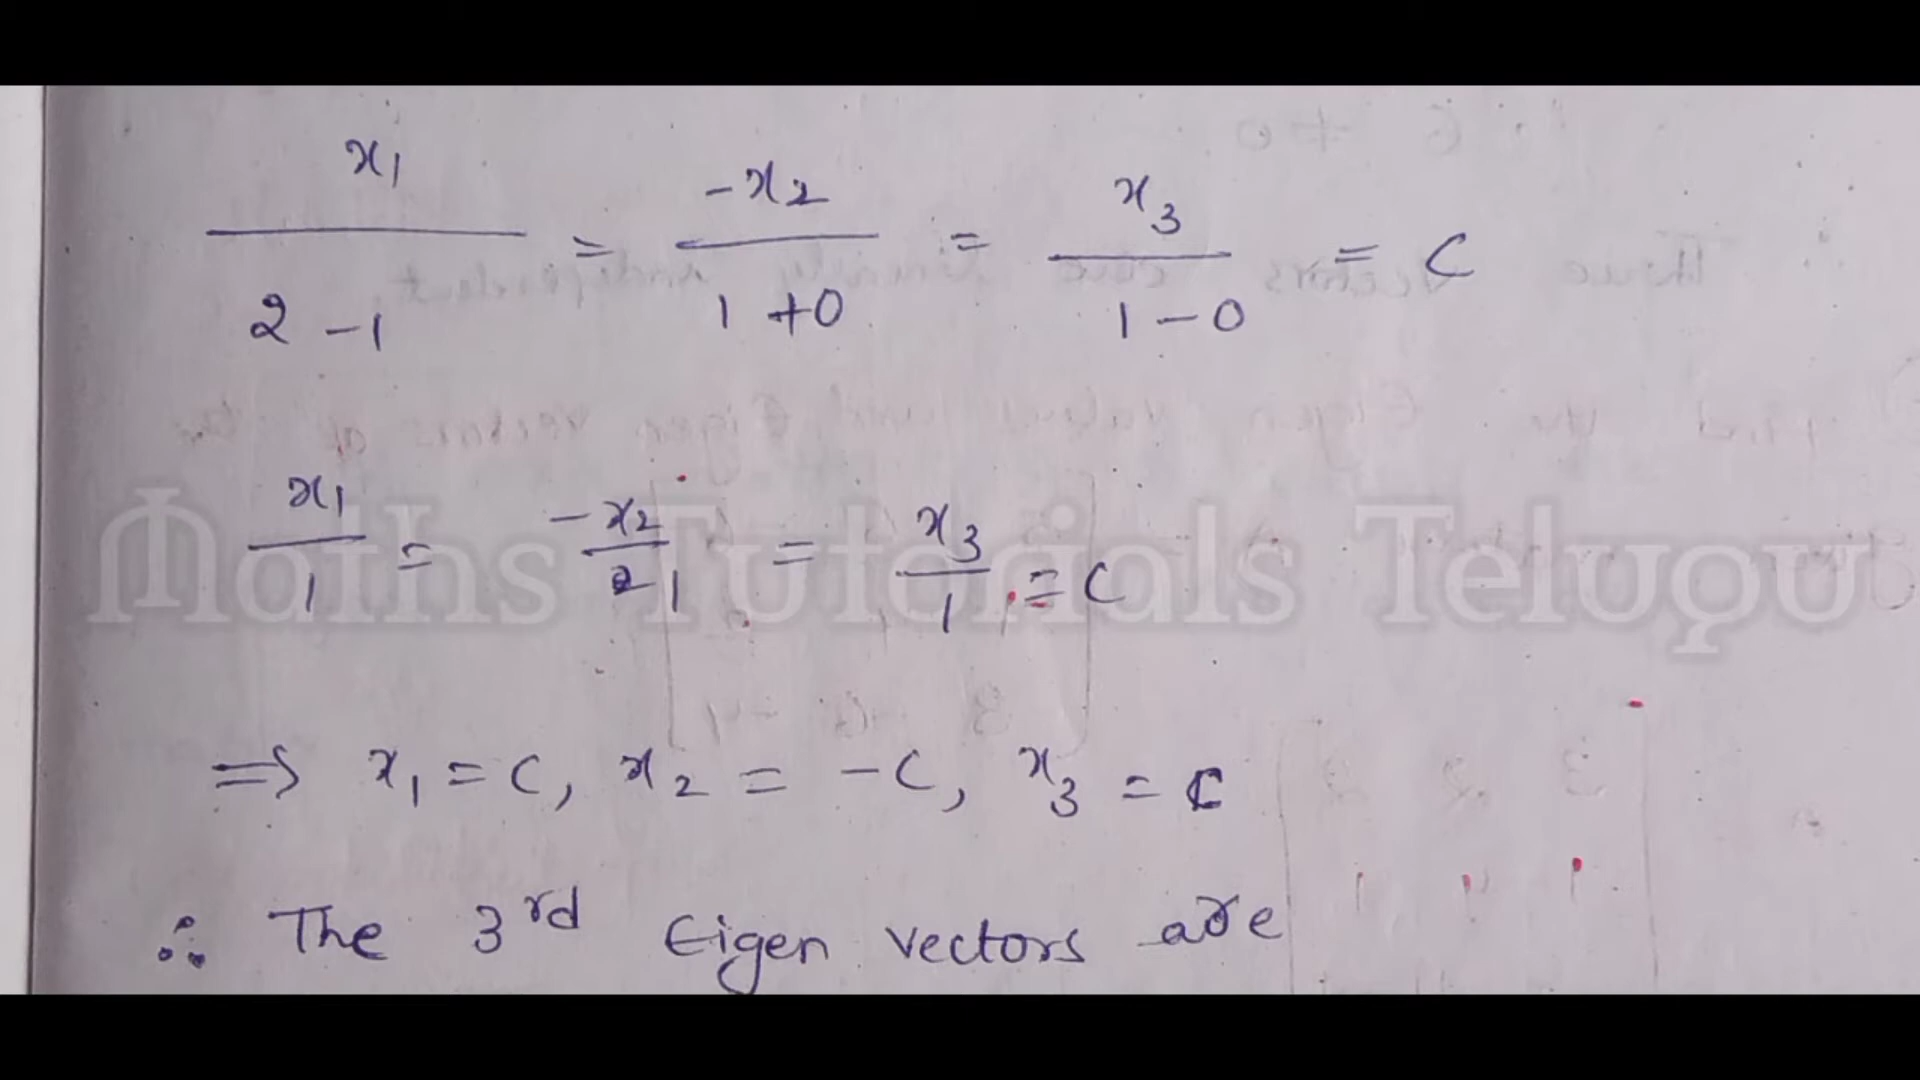 x₁/(2 - 1) = -x₂/(1 + 0) = x₃/(1 - 0) = C
Maths Tutorials Telugu
x₁/1 = -x₂/1 = x₃/1 = C
⇒ x₁ = C, x₂ = -C, x₃ = C
∴ The 3rd Eigen vectors are